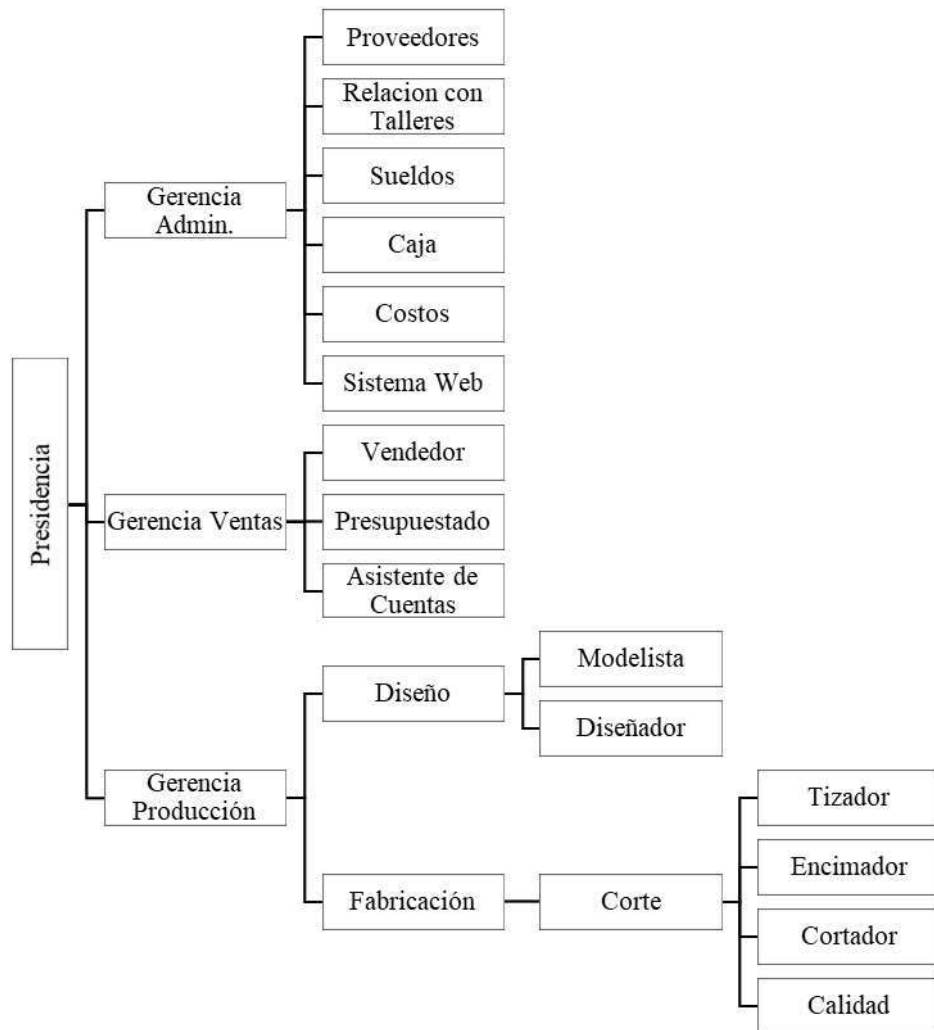 Presidencia
Gerencia
Admin.
Proveedores
Relacion con
Talleres
Sueldos
Caja
Costos
Sistema Web
Gerencia Ventas
Vendedor
Presupuestado
Asistente de
Cuentas
Gerencia
Producción
Diseño
Modelista
Diseñador
Fabricación
Corte
Tizador
Encimador
Cortador
Calidad